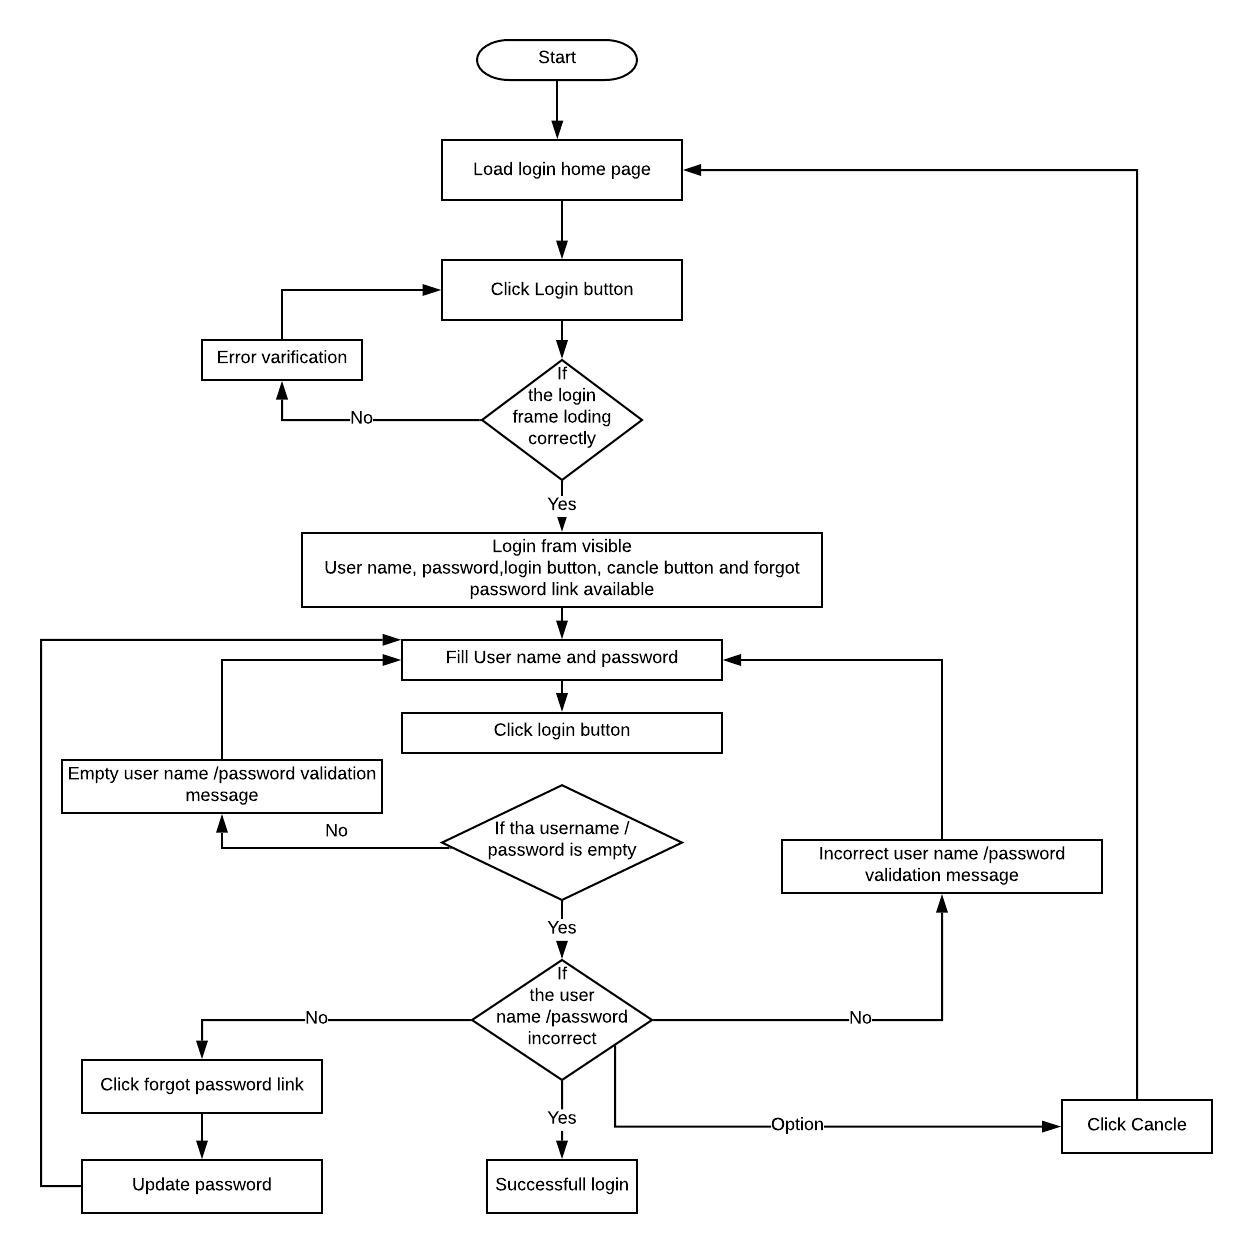 Start
Load login home page
Click Login button
Error varification
If
the login
frame loding
correctly
No
Yes
Login fram visible
User name, password,login button, cancle button and forgot
password link available
Fill User name and password
Click login button
Empty user name /password validation
message
No
If tha username /
password is empty
Incorrect user name /password
validation message
Yes
If
the user
name /password
incorrect
No
No
Click forgot password link
Yes
Option
Click Cancle
Update password
Successfull login